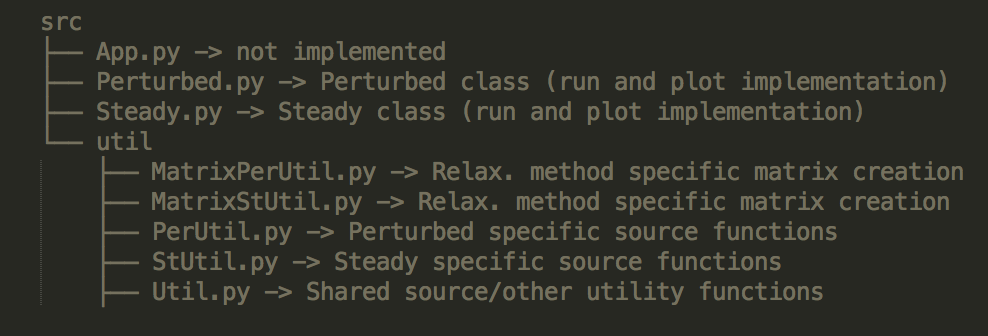 src
├── App.py -> not implemented
├── Perturbed.py -> Perturbed class (run and plot implementation)
├── Steady.py -> Steady class (run and plot implementation)
└── util
    ├── MatrixPerUtil.py -> Relax. method specific matrix creation
    ├── MatrixStUtil.py -> Relax. method specific matrix creation
    ├── PerUtil.py -> Perturbed specific source functions
    ├── StUtil.py -> Steady specific source functions
    ├── Util.py -> Shared source/other utility functions